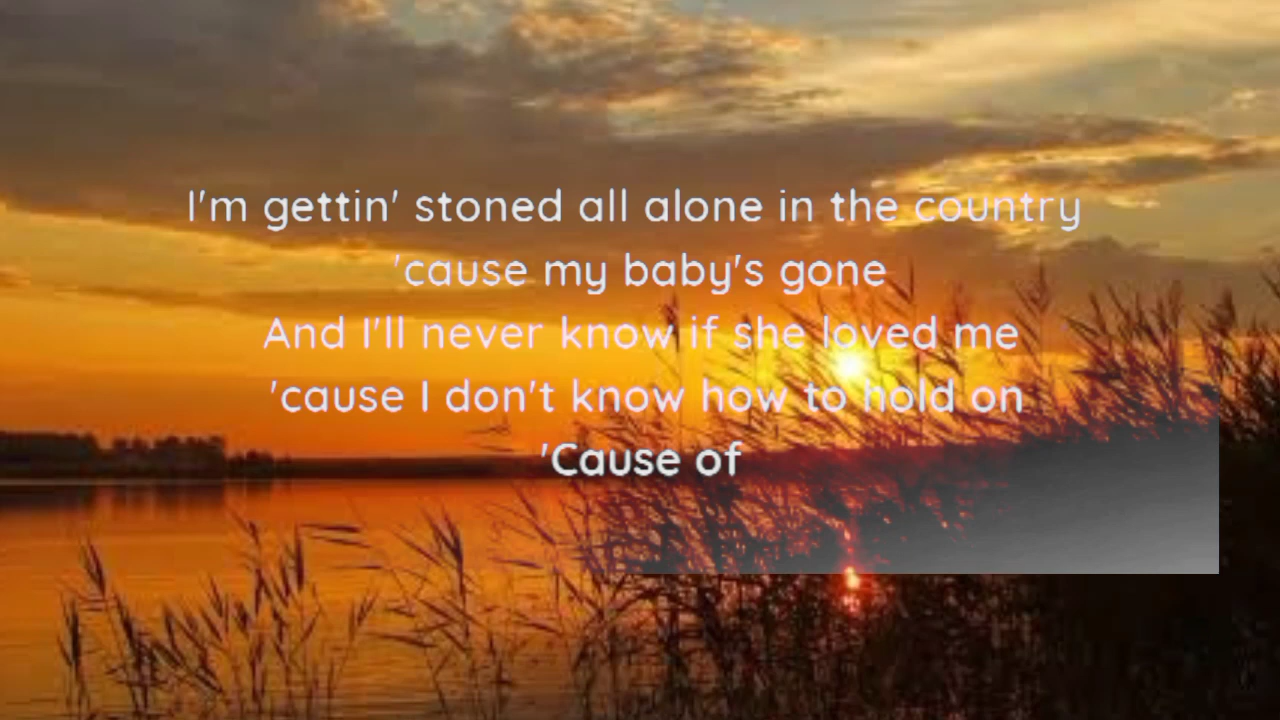 I'm gettin' stoned all alone in the country
'cause my baby's gone
And I'll never know if she loved me
'cause I don't know how to hold on
'Cause of